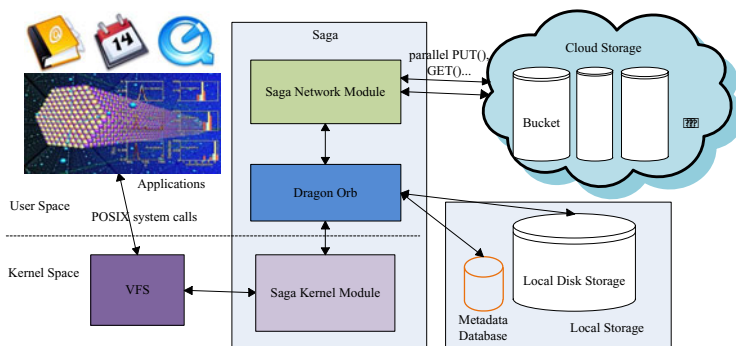 @
14
Saga
parallel PUT(),
GET()...
Cloud Storage
Saga Network Module
Bucket
Applications
Dragon Orb
User Space
POSIX system calls
Kernel Space
VFS
Saga Kernel Module
Local Disk Storage
Metadata
Database
Local Storage